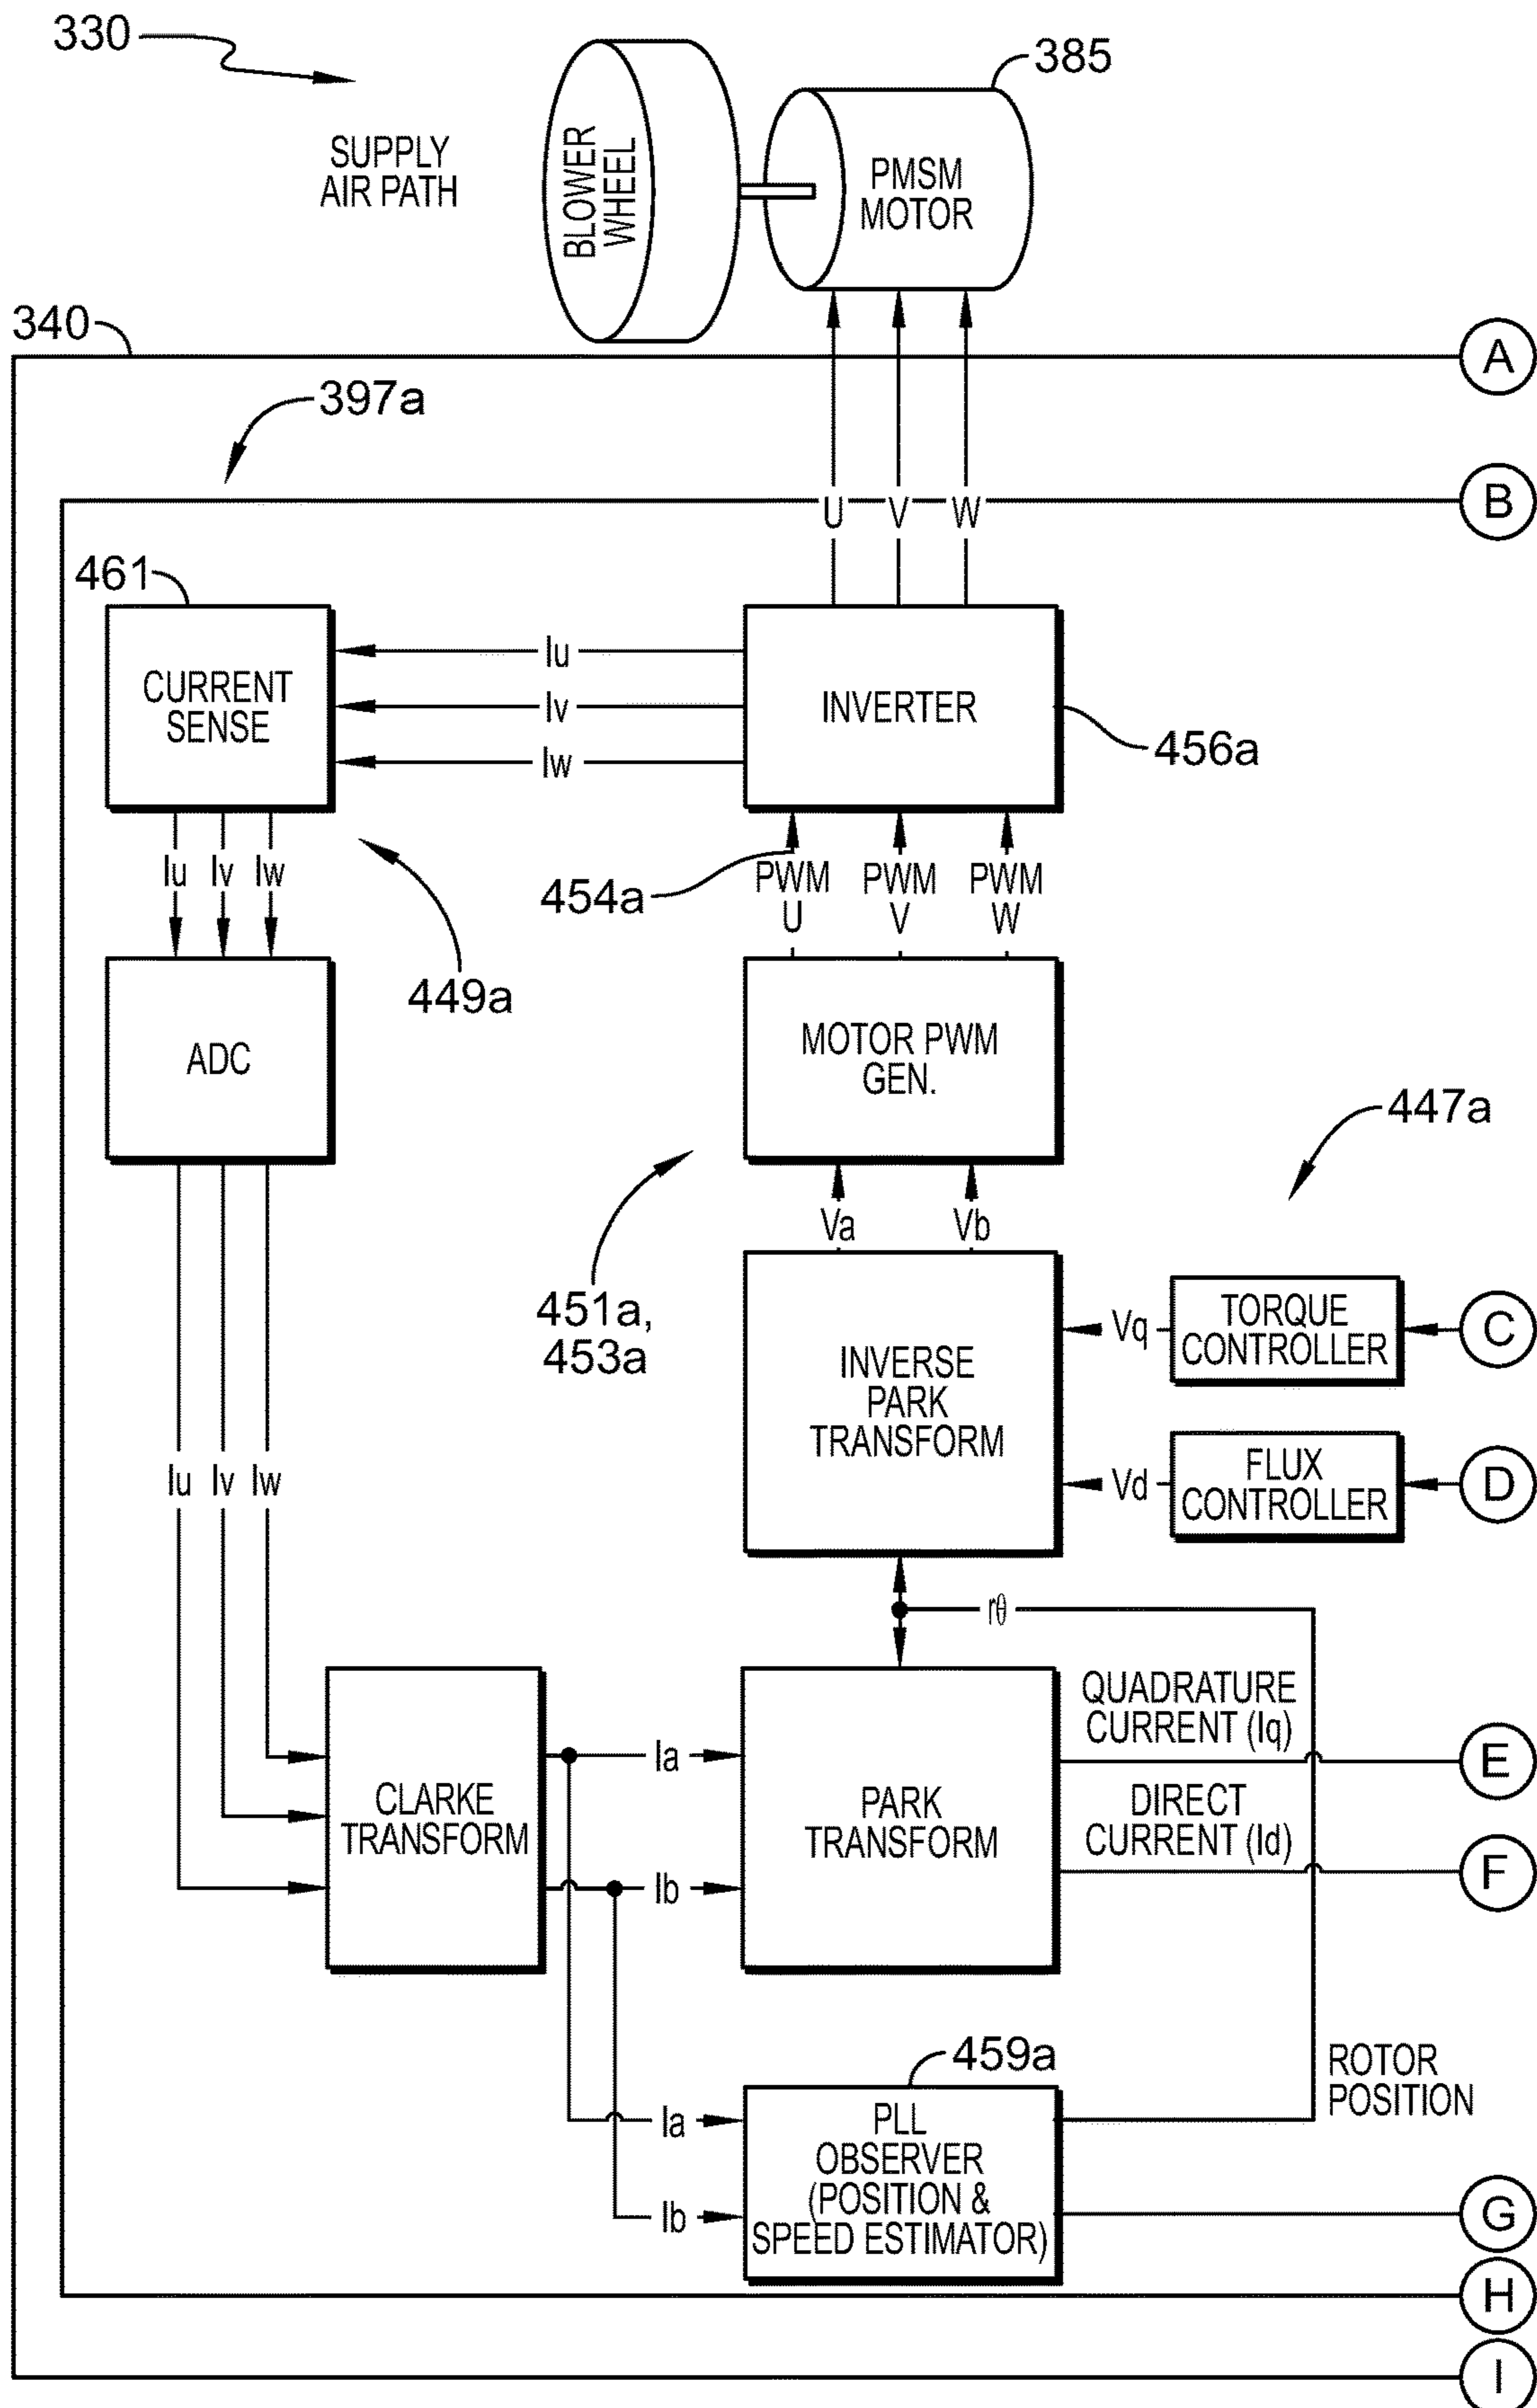 330
385
SUPPLY
AIR PATH
BLOWER
WHEEL
PMSM
MOTOR
340
A
397a
B
U V W
461
CURRENT
SENSE
Iu
Iv
Iw
INVERTER
456a
Iu Iv Iw
454a
PWM
U
PWM
V
PWM
W
449a
ADC
MOTOR PWM
GEN.
447a
451a,
453a
Va Vb
INVERSE
PARK
TRANSFORM
Vq
TORQUE
CONTROLLER
C
Vd
FLUX
CONTROLLER
D
Iu Iv Iw
rθ
CLARKE
TRANSFORM
Ia
Ib
PARK
TRANSFORM
QUADRATURE
CURRENT (Iq)
E
DIRECT
CURRENT (Id)
F
459a
Ia
Ib
PLL
OBSERVER
(POSITION &
SPEED ESTIMATOR)
ROTOR
POSITION
G
H
I